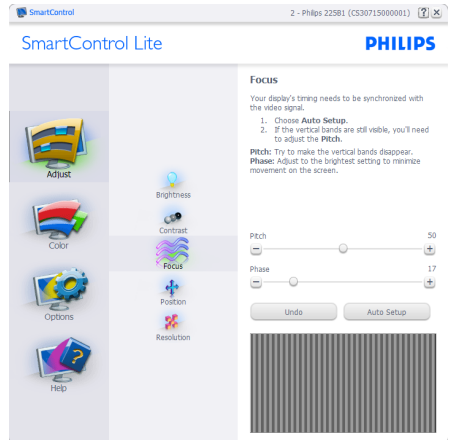 SmartControl
2 - Philips 225B1 (CS30715000001) ? ×
SmartControl Lite
PHILIPS
Adjust
Color
Options
Help
Brightness
Contrast
Focus
Position
Resolution
Focus
Your display's timing needs to be synchronized with
the video signal.
1. Choose Auto Setup.
2. If the vertical bands are still visible, you'll need
to adjust the Pitch.
Pitch: Try to make the vertical bands disappear.
Phase: Adjust to the brightest setting to minimize
movement on the screen.
Pitch 50
− +
Phase 17
− +
Undo Auto Setup